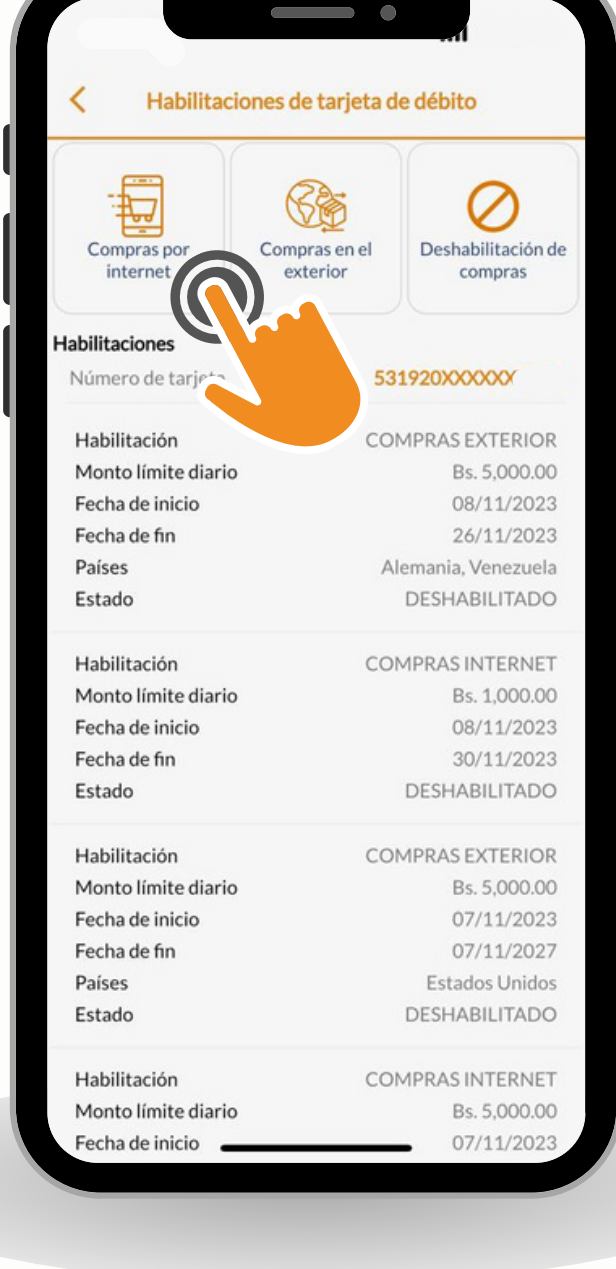 Habilitaciones de tarjeta de débito
Compras por
internet
Compras en el
exterior
Deshabilitación de
compras
Habilitaciones
Número de tarjeta 531920XXXXXX
Habilitación COMPRAS EXTERIOR
Monto límite diario Bs. 5,000.00
Fecha de inicio 08/11/2023
Fecha de fin 26/11/2023
Países Alemania, Venezuela
Estado DESHABILITADO
Habilitación COMPRAS INTERNET
Monto límite diario Bs. 1,000.00
Fecha de inicio 08/11/2023
Fecha de fin 30/11/2023
Estado DESHABILITADO
Habilitación COMPRAS EXTERIOR
Monto límite diario Bs. 5,000.00
Fecha de inicio 07/11/2023
Fecha de fin 07/11/2027
Países Estados Unidos
Estado DESHABILITADO
Habilitación COMPRAS INTERNET
Monto límite diario Bs. 5,000.00
Fecha de inicio 07/11/2023